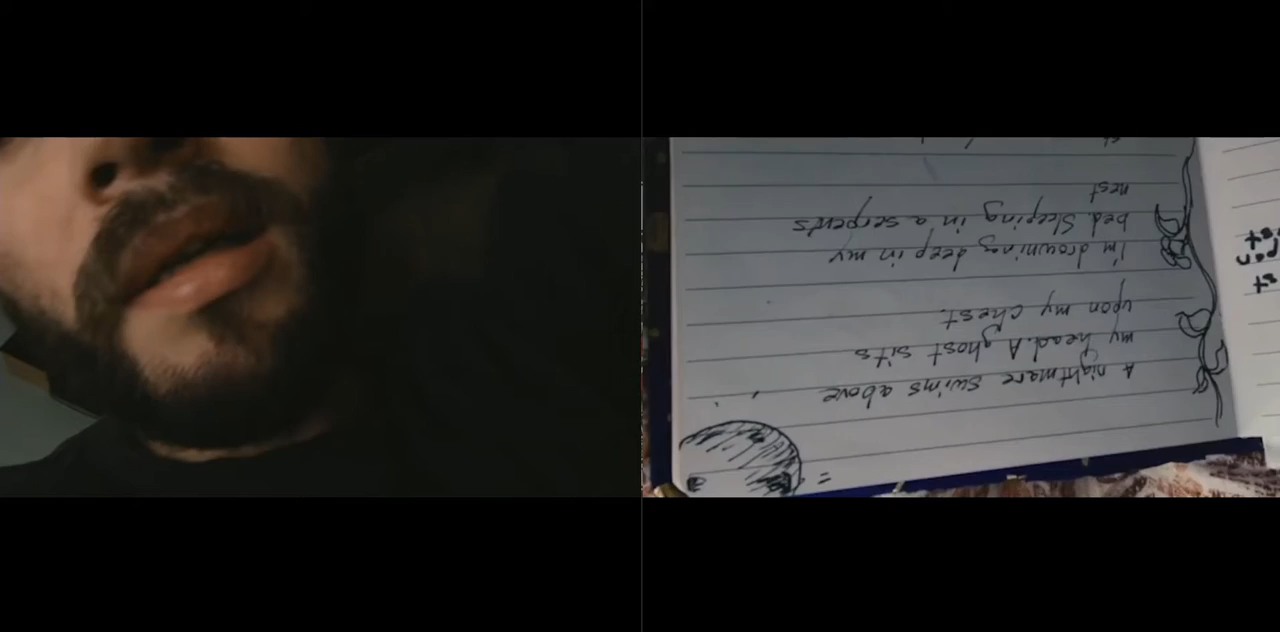 A nightmare swims above
my head. A ghost sits
upon my chest.
I'm drowning deep in my
bed. Sleeping in a serpents
nest